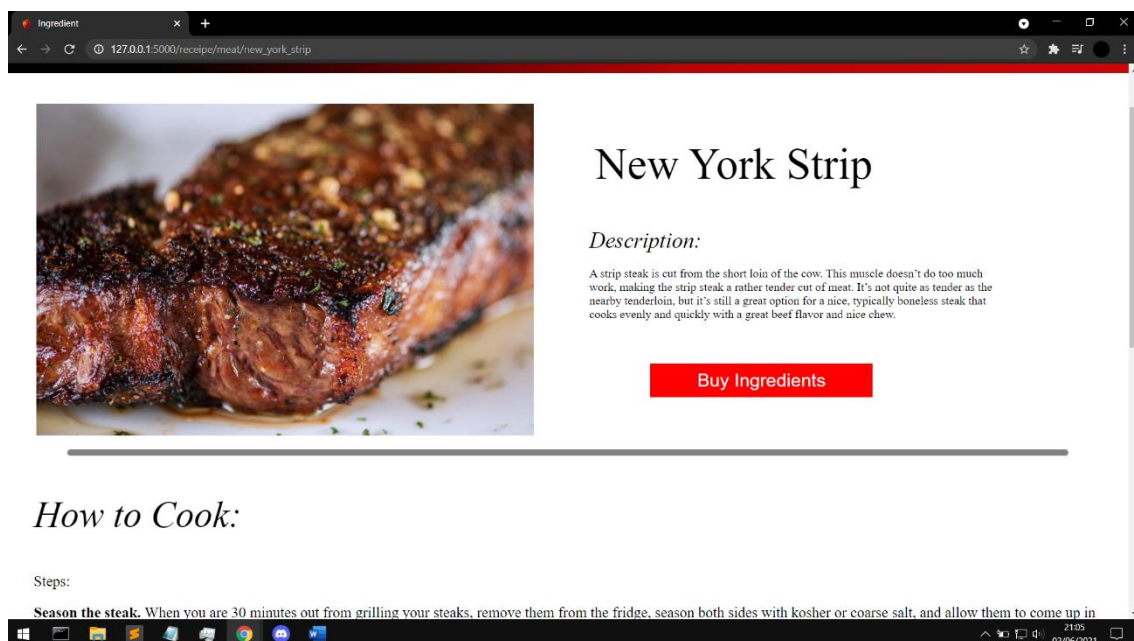 Ingredient
127.0.0.1:5000/receipe/meat/new_york_strip
New York Strip
Description:
A strip steak is cut from the short loin of the cow. This muscle doesn't do too much
work, making the strip steak a rather tender cut of meat. It's not quite as tender as the
nearby tenderloin, but it's still a great option for a nice, typically boneless steak that
cooks evenly and quickly with a great beef flavor and nice chew.
Buy Ingredients
How to Cook:
Steps:
Season the steak. When you are 30 minutes out from grilling your steaks, remove them from the fridge, season both sides with kosher or coarse salt, and allow them to come up in
21:05
02/06/2021